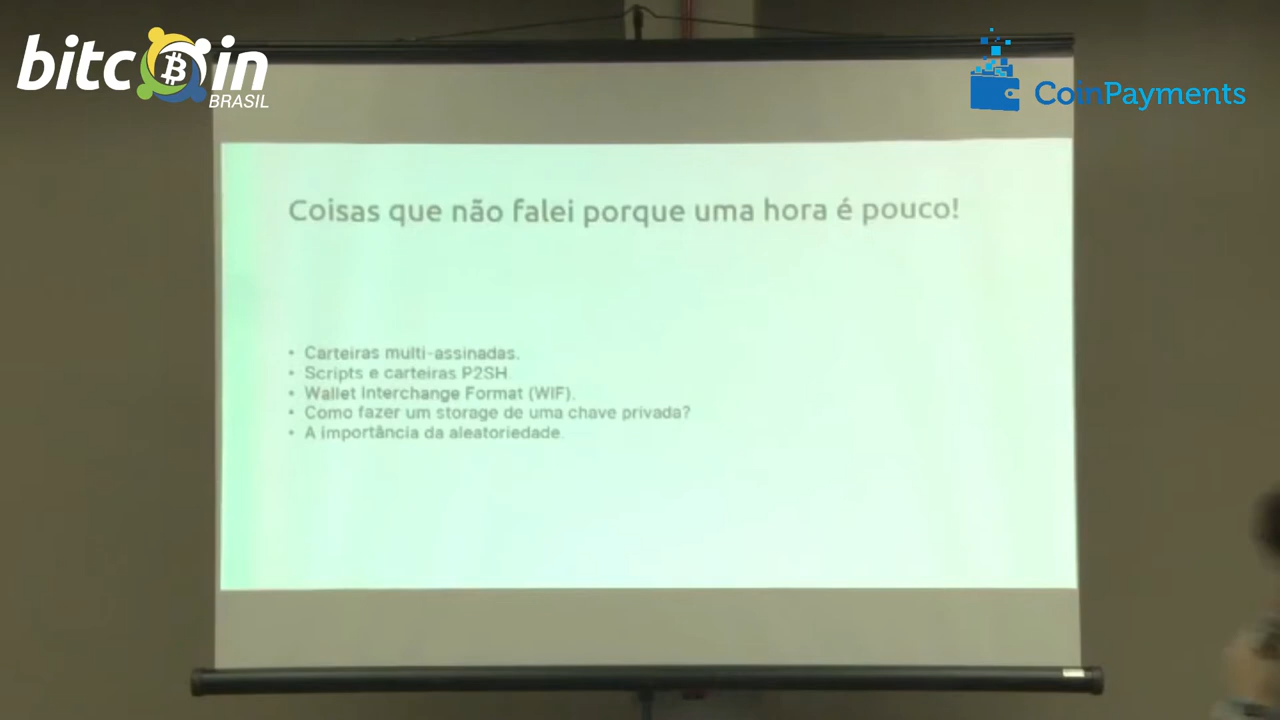 bitcoin
BRASIL
CoinPayments
Coisas que não falei porque uma hora é pouco!
• Carteiras multi-assinadas.
• Scripts e carteiras P2SH.
• Wallet Interchange Format (WIF).
• Como fazer um storage de uma chave privada?
• A importância da aleatoriedade.